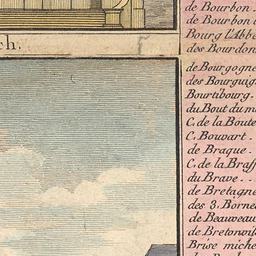 ch.
de Bourbon
de Bourbon
Bourg l'Abb
des Bourdon
de Bourgogne
des Bourguig
Bourtibourg.
du Bout du m
C. de la Boute
C. Bouvart.
de Braque.
C. de la Braff
du Brave..
de Bretagne
des 3. Borne
de Beauveau
de Bretonvil
Brise miche